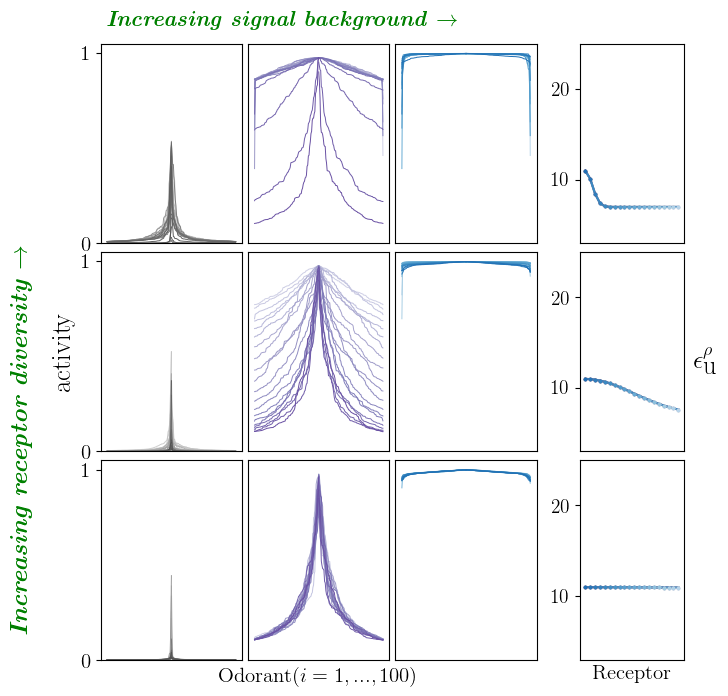 Increasing signal background →
1
0
20
10
1
0
20
10
1
0
20
10
Increasing receptor diversity →
activity
ϵ_U^ρ
Odorant(i = 1, ..., 100)
Receptor